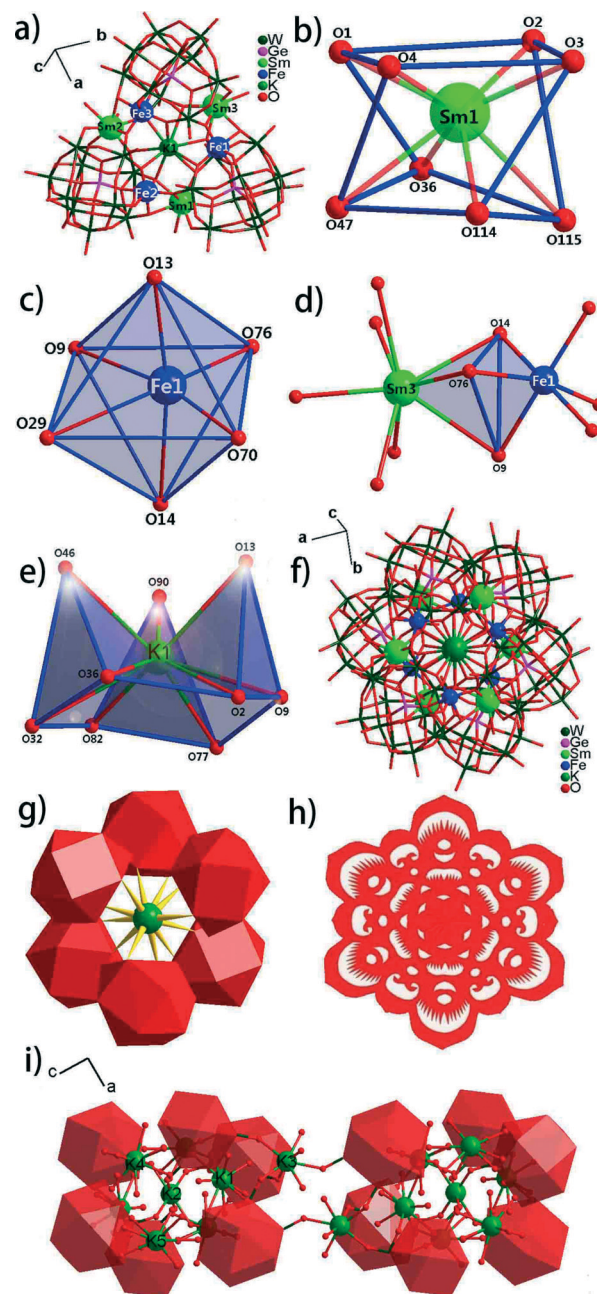 a)
b
c
a
W
Ge
Sm
Fe
K
O
Fe3
Sm3
Sm2
K1
Fe1
Fe2
Sm1
b)
O1
O2
O4
O3
Sm1
O36
O47
O114
O115
c)
O13
O9
O76
Fe1
O29
O70
O14
d)
O14
O76
Sm3
Fe1
O9
e)
O46
O90
O13
K1
O36
O2
O9
O32
O82
O77
f)
c
a
b
W
Ge
Sm
Fe
K
O
g)
h)
i)
c
a
K4
K1
K3
K2
K5